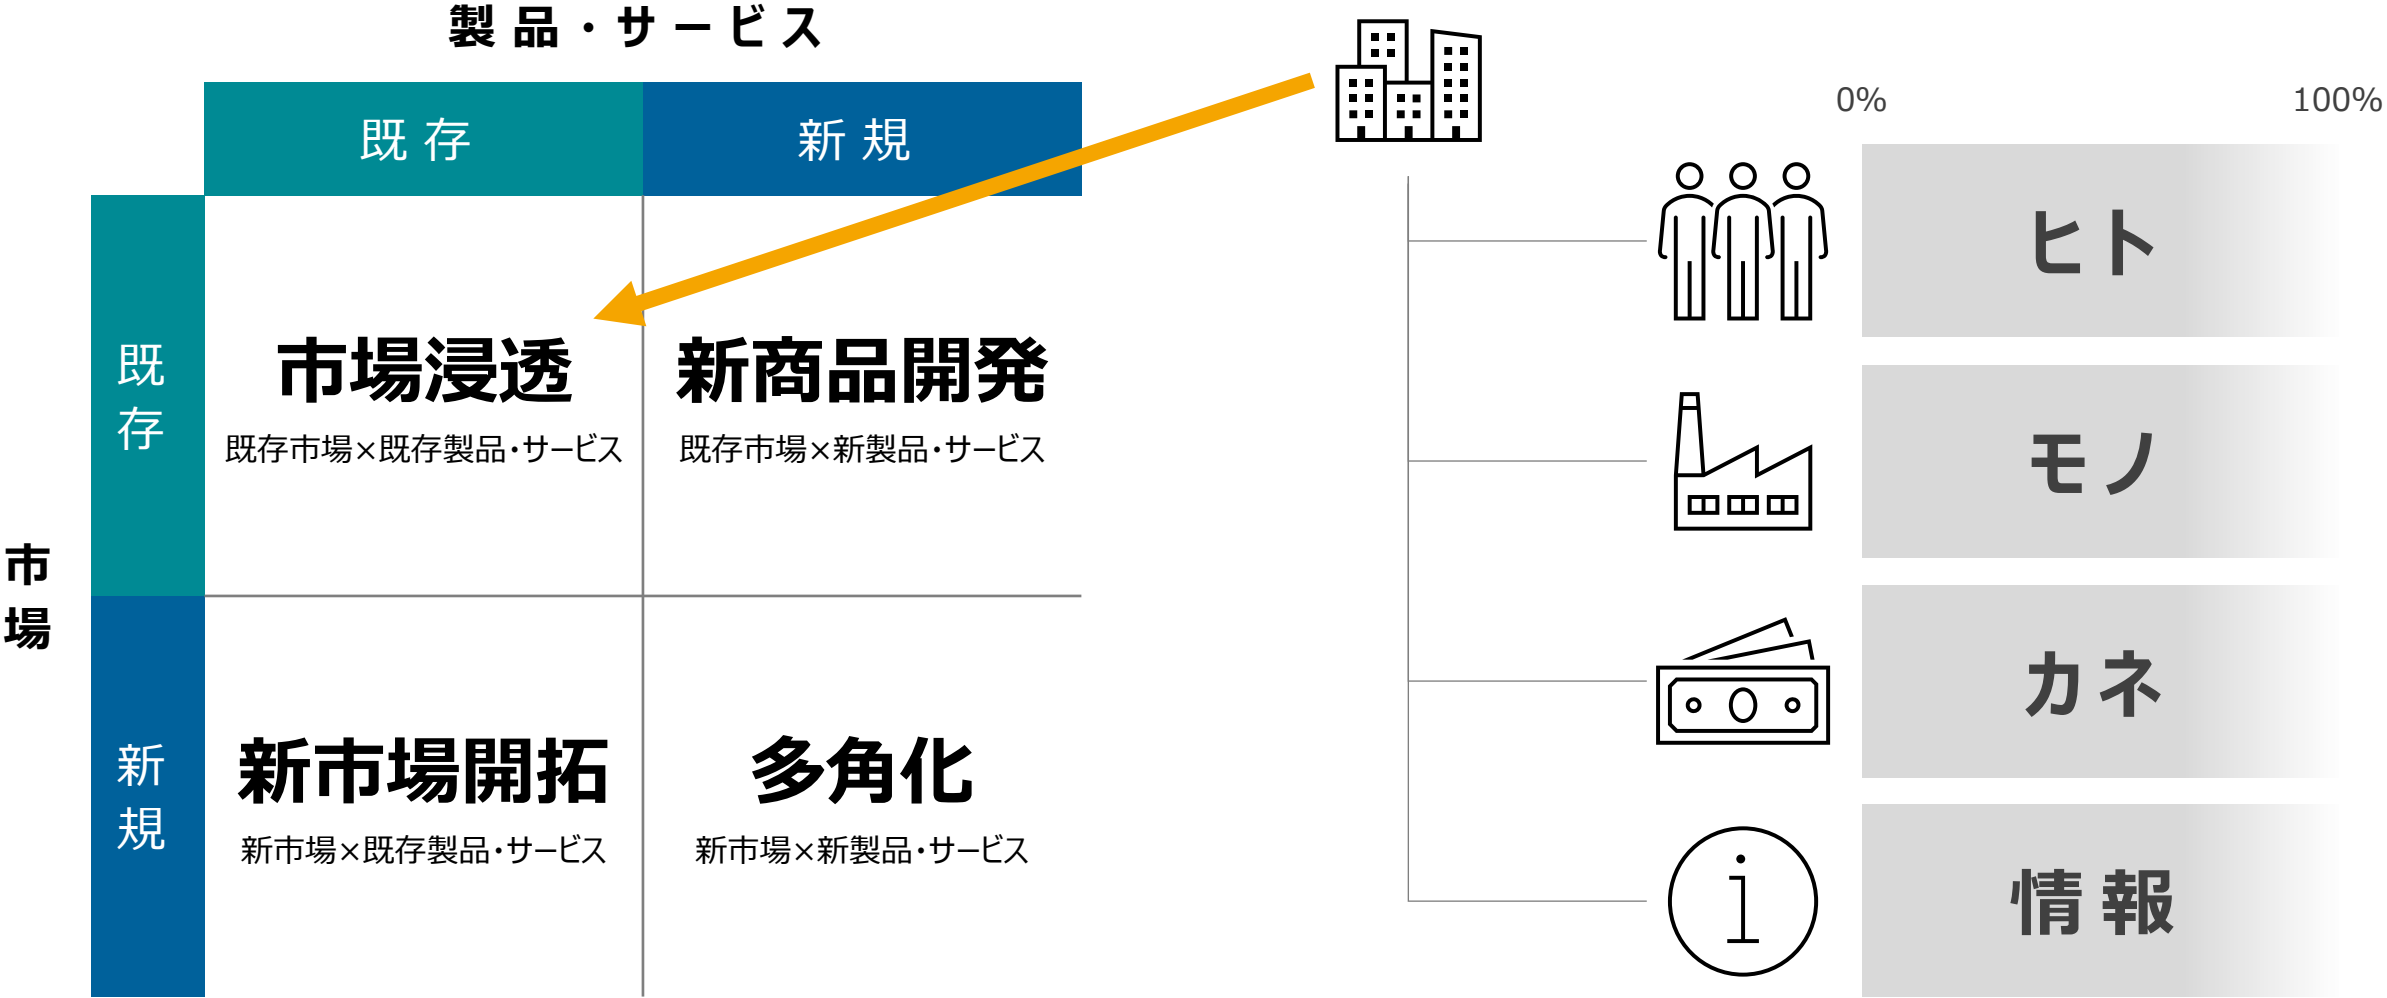 製品・サービス
既存
新規
市場
既存
市場浸透
既存市場×既存製品・サービス
新商品開発
既存市場×新製品・サービス
新規
新市場開拓
新市場×既存製品・サービス
多角化
新市場×新製品・サービス
0%
100%
ヒト
モノ
カネ
情報